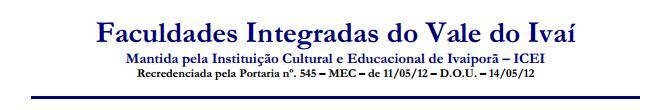 Faculdades Integradas do Vale do Ivaí
Mantida pela Instituição Cultural e Educacional de Ivaiporã – ICEI
Recredenciada pela Portaria nº. 545 – MEC – de 11/05/12 – D.O.U. – 14/05/12